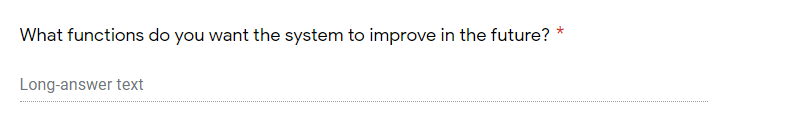 What functions do you want the system to improve in the future? *
Long-answer text